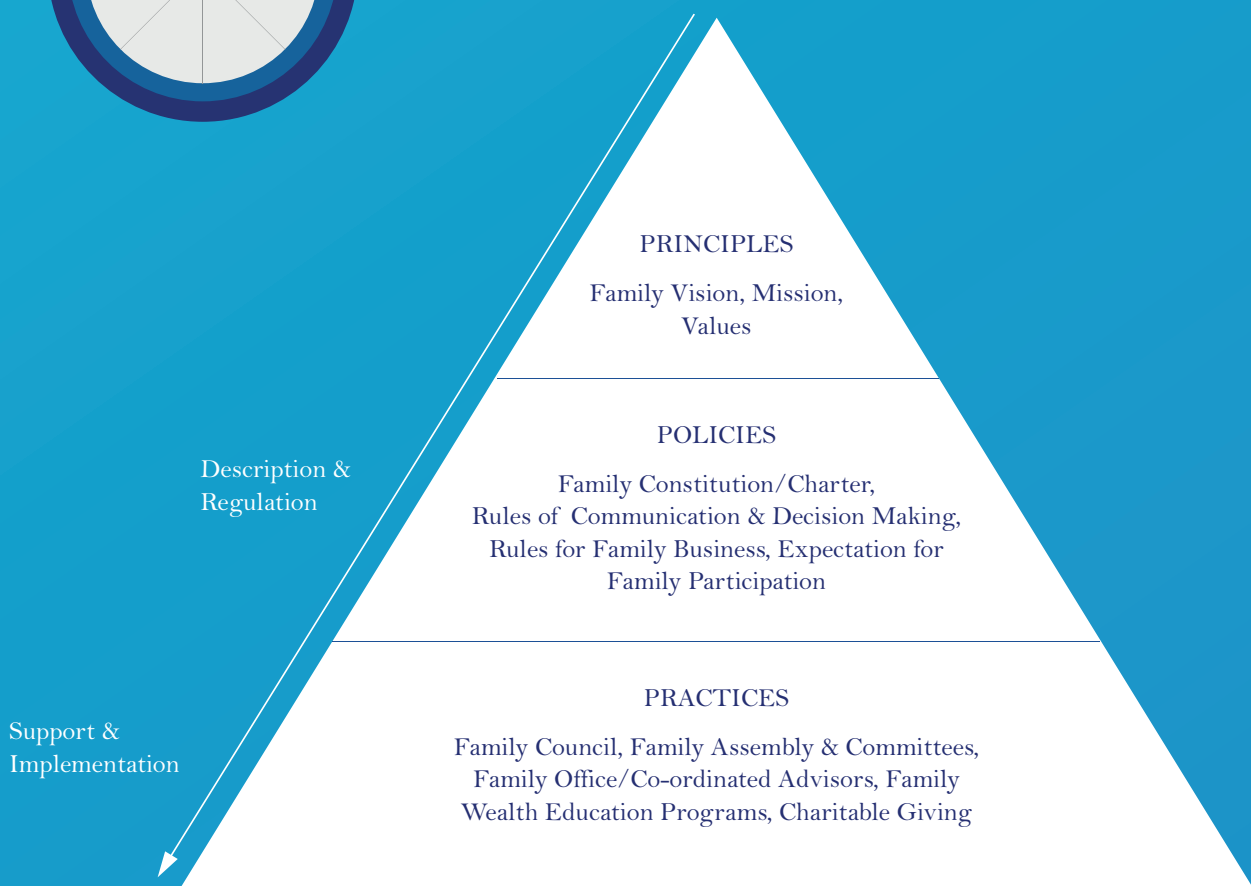 PRINCIPLES
Family Vision, Mission,
Values
POLICIES
Description &
Regulation
Family Constitution/Charter,
Rules of Communication & Decision Making,
Rules for Family Business, Expectation for
Family Participation
PRACTICES
Support &
Implementation
Family Council, Family Assembly & Committees,
Family Office/Co-ordinated Advisors, Family
Wealth Education Programs, Charitable Giving